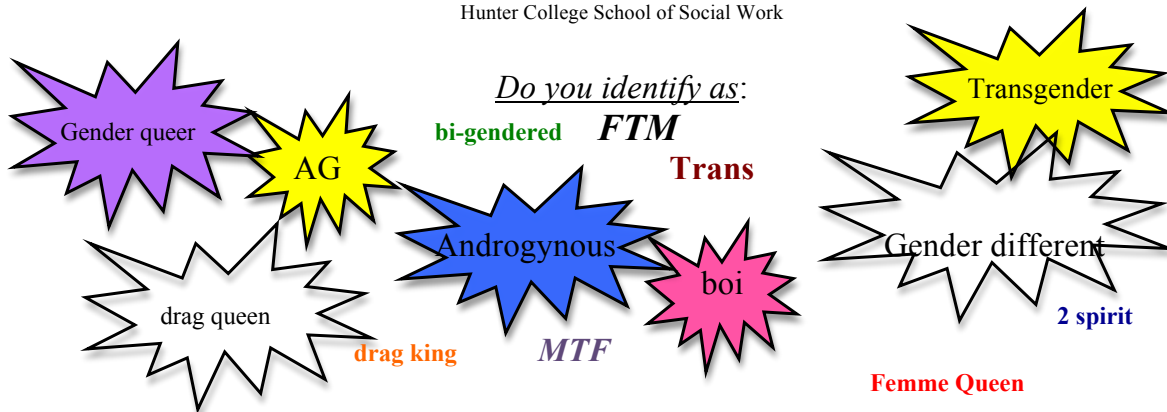 Hunter College School of Social Work
Do you identify as:
Gender queer
AG
bi-gendered
FTM
Trans
Transgender
Androgynous
boi
Gender different
drag queen
drag king
MTF
2 spirit
Femme Queen